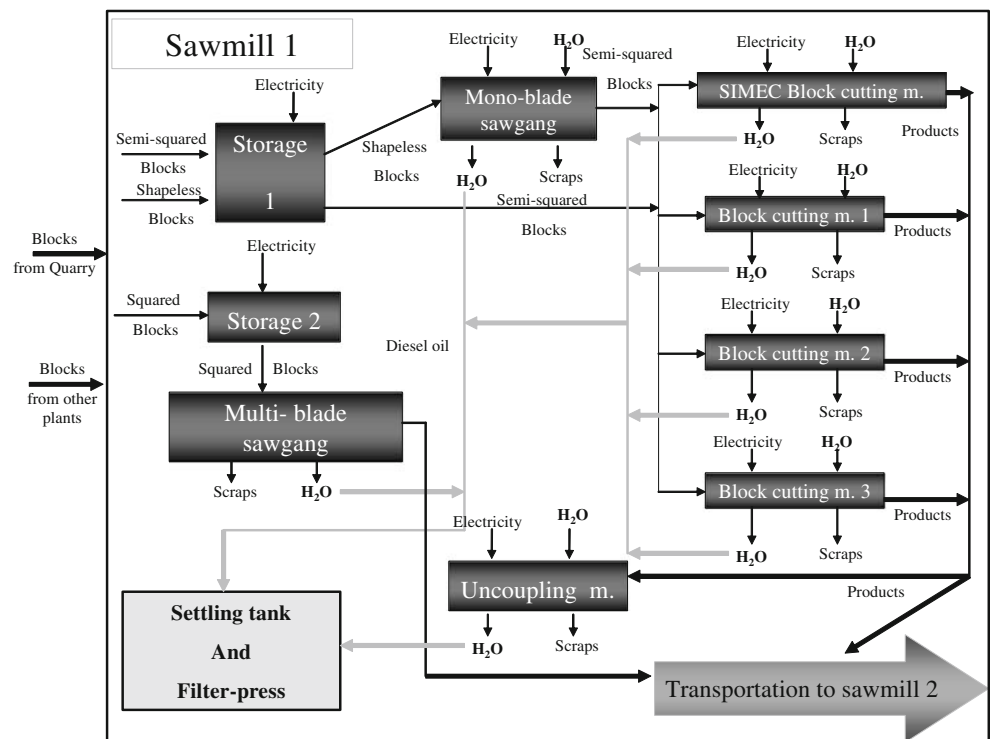 Sawmill 1
Electricity
Semi-squared
Blocks
Shapeless
Blocks
Storage
1
Blocks
from Quarry
Electricity
Squared
Blocks
Storage 2
Squared Blocks
Blocks
from other
plants
Multi- blade
sawgang
Scraps
H₂O
Settling tank
And
Filter-press
Electricity
H₂O
Semi-squared
Blocks
Mono-blade
sawgang
Shapeless
Blocks
H₂O
Scraps
Semi-squared
Blocks
Diesel oil
Electricity
H₂O
Uncoupling m.
H₂O
Scraps
Electricity
H₂O
SIMEC Block cutting m.
Products
H₂O
Scraps
Electricity
H₂O
Block cutting m. 1
Products
H₂O
Scraps
Electricity
H₂O
Block cutting m. 2
Products
H₂O
Scraps
Electricity
H₂O
Block cutting m. 3
Products
H₂O
Scraps
Products
Transportation to sawmill 2